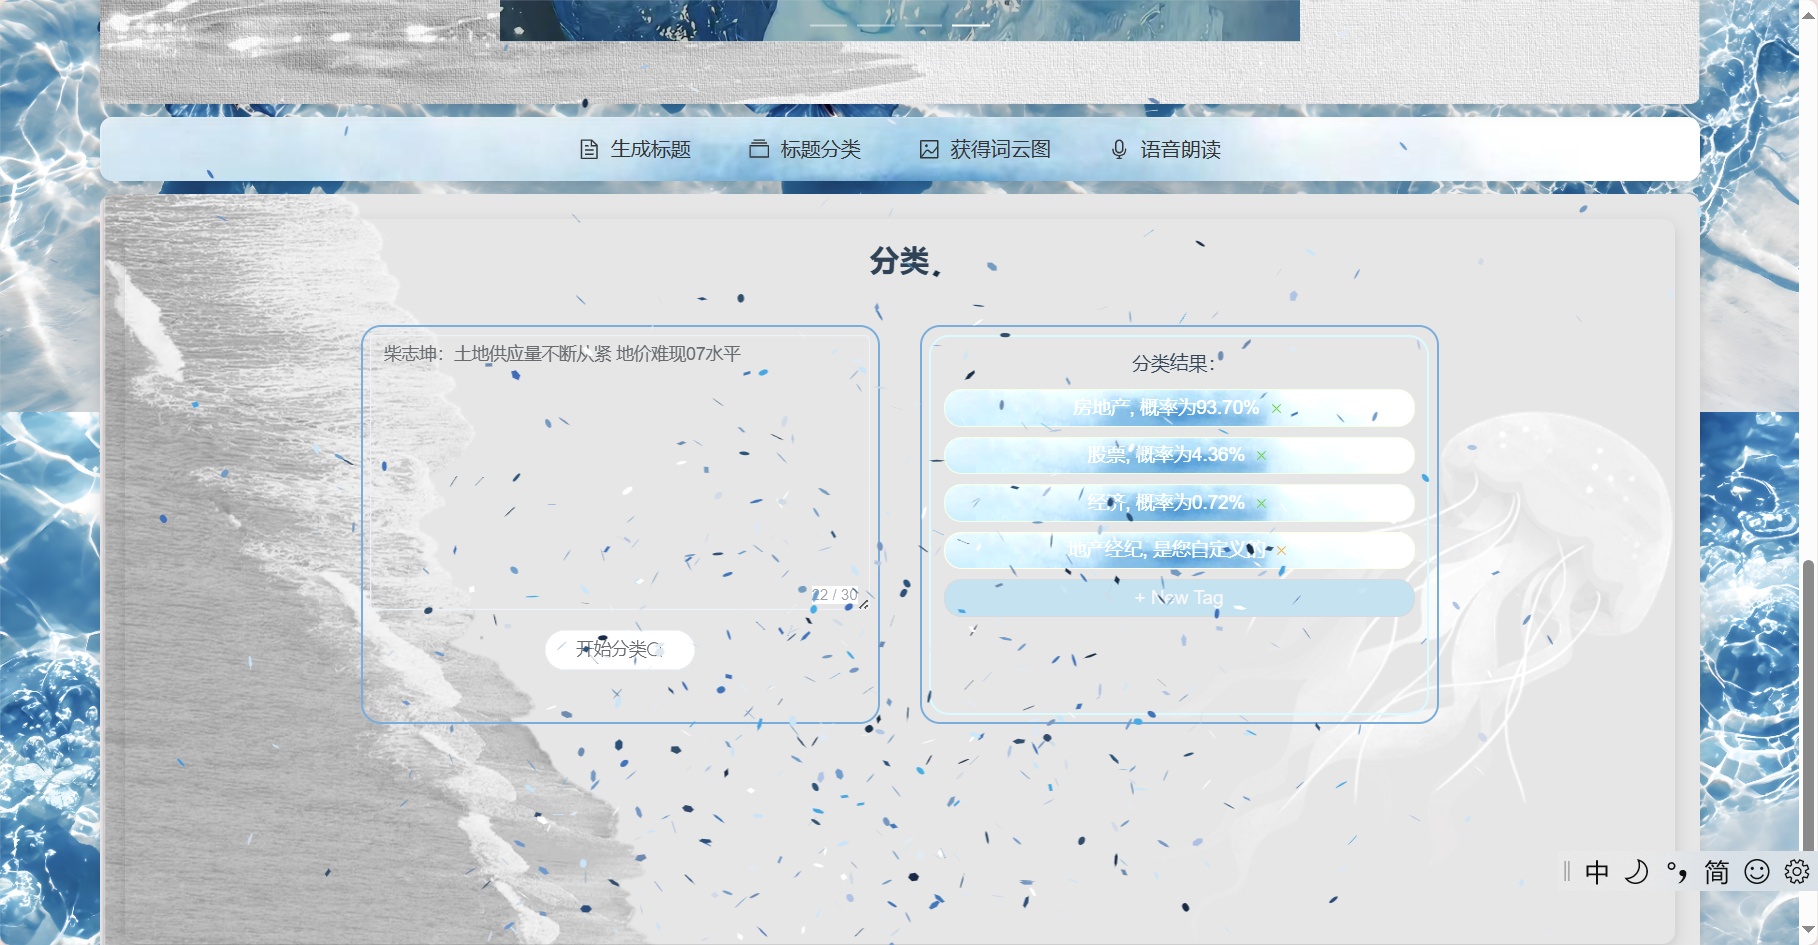 生成标题 标题分类 获得词云图 语音朗读
分类
柴志坤：土地供应量不断从紧 地价难现07水平
22 / 30
开始分类
分类结果：
房地产, 概率为93.70% ×
股票, 概率为4.36% ×
经济, 概率为0.72% ×
地产经纪, 是您自定义的 ×
+ New Tag
中 简